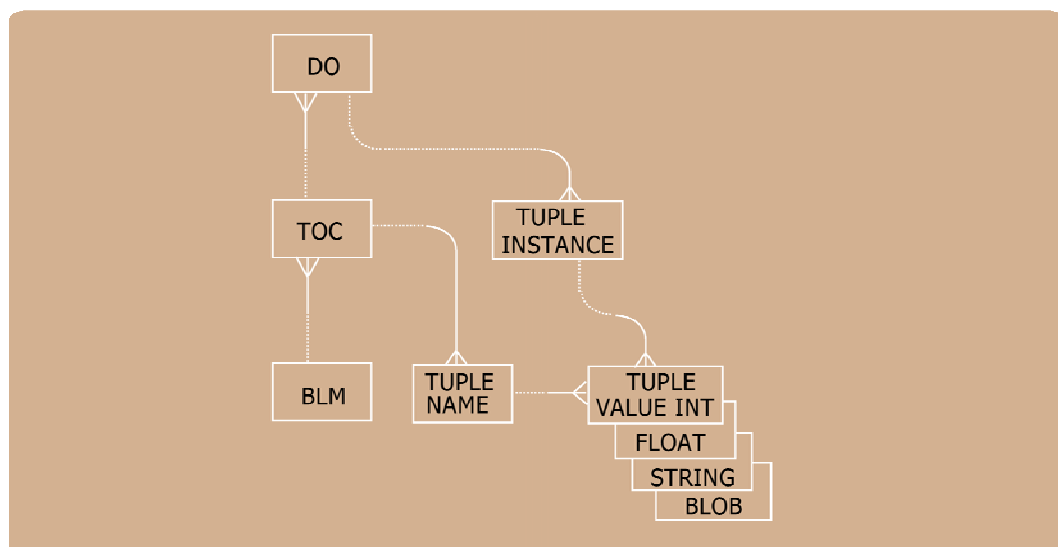 DO
TOC
TUPLE
INSTANCE
BLM
TUPLE
NAME
TUPLE
VALUE INT
FLOAT
STRING
BLOB